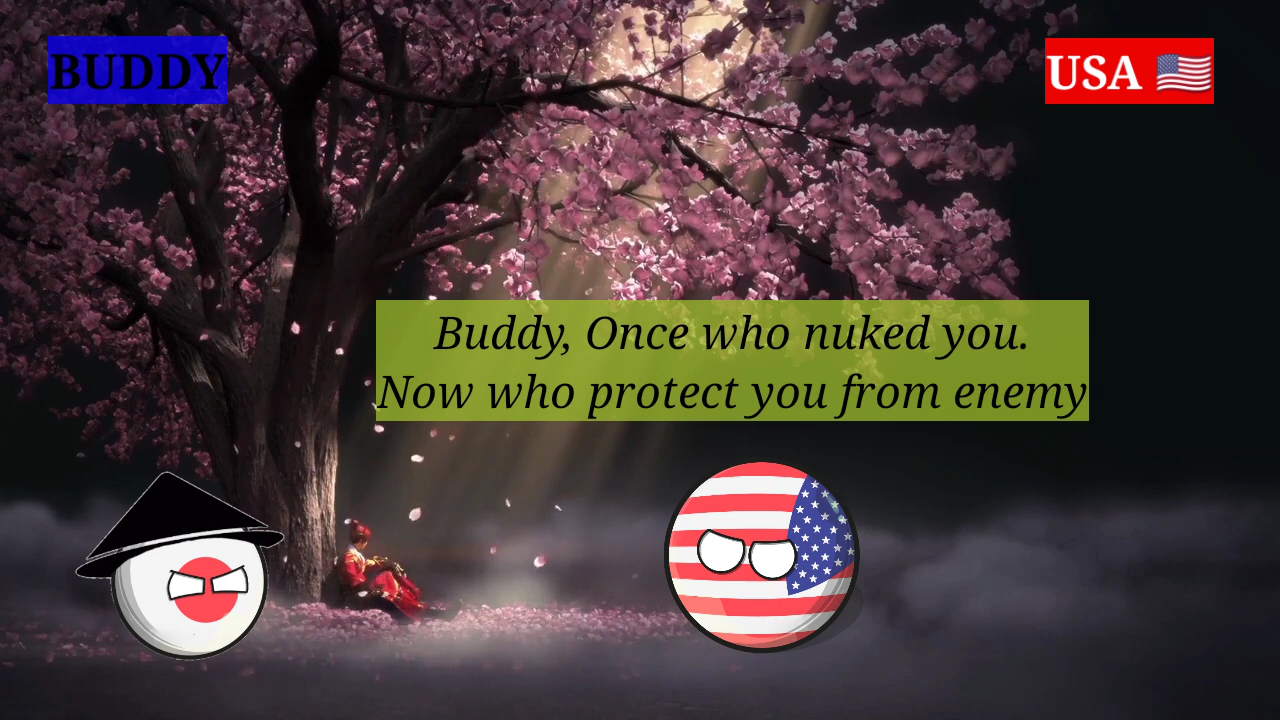 BUDDY
USA 🇺🇸
Buddy, Once who nuked you.
Now who protect you from enemy